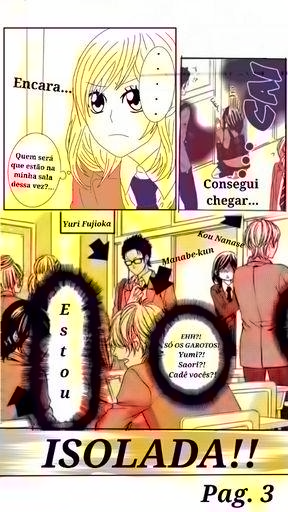 Encara...
. . . .
Quem será
que estão na
minha sala
dessa vez?...
CAI
Consegui
chegar...
Yuri Fujioka
Kou Nanase
Manabe-kun
EHH?!
SÓ OS GAROTOS!
Yumi?!
Saori?!
Cadê vocês?!
E
s
t
o
u
ISOLADA!!
Pag. 3